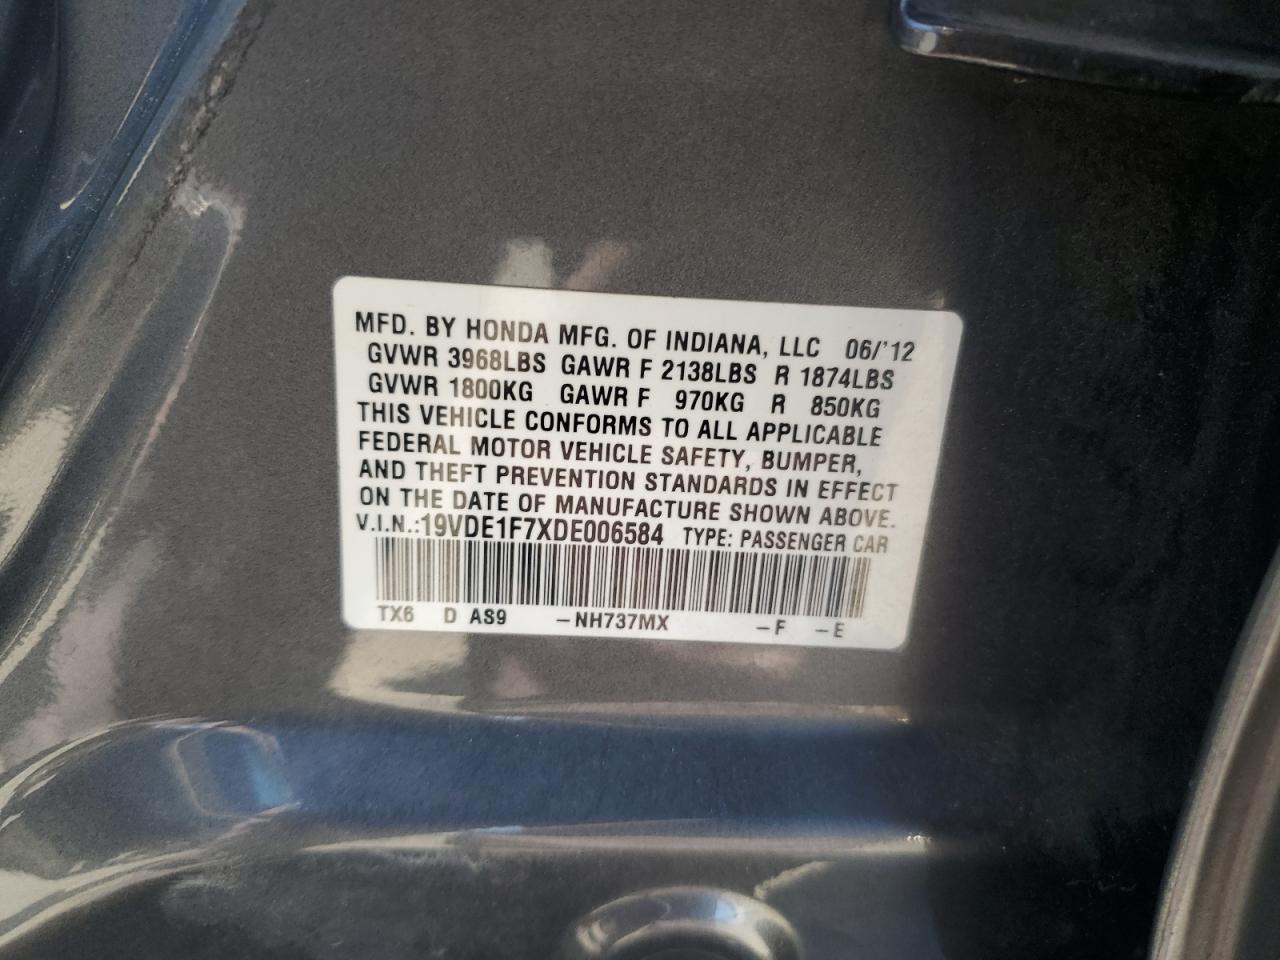 MFD. BY HONDA MFG. OF INDIANA, LLC 06/'12
GVWR 3968LBS GAWR F 2138LBS R 1874LBS
GVWR 1800KG GAWR F 970KG R 850KG
THIS VEHICLE CONFORMS TO ALL APPLICABLE
FEDERAL MOTOR VEHICLE SAFETY, BUMPER,
AND THEFT PREVENTION STANDARDS IN EFFECT
ON THE DATE OF MANUFACTURE SHOWN ABOVE.
V.I.N.:19VDE1F7XDE006584 TYPE: PASSENGER CAR
TX6 D AS9 –NH737MX –F –E